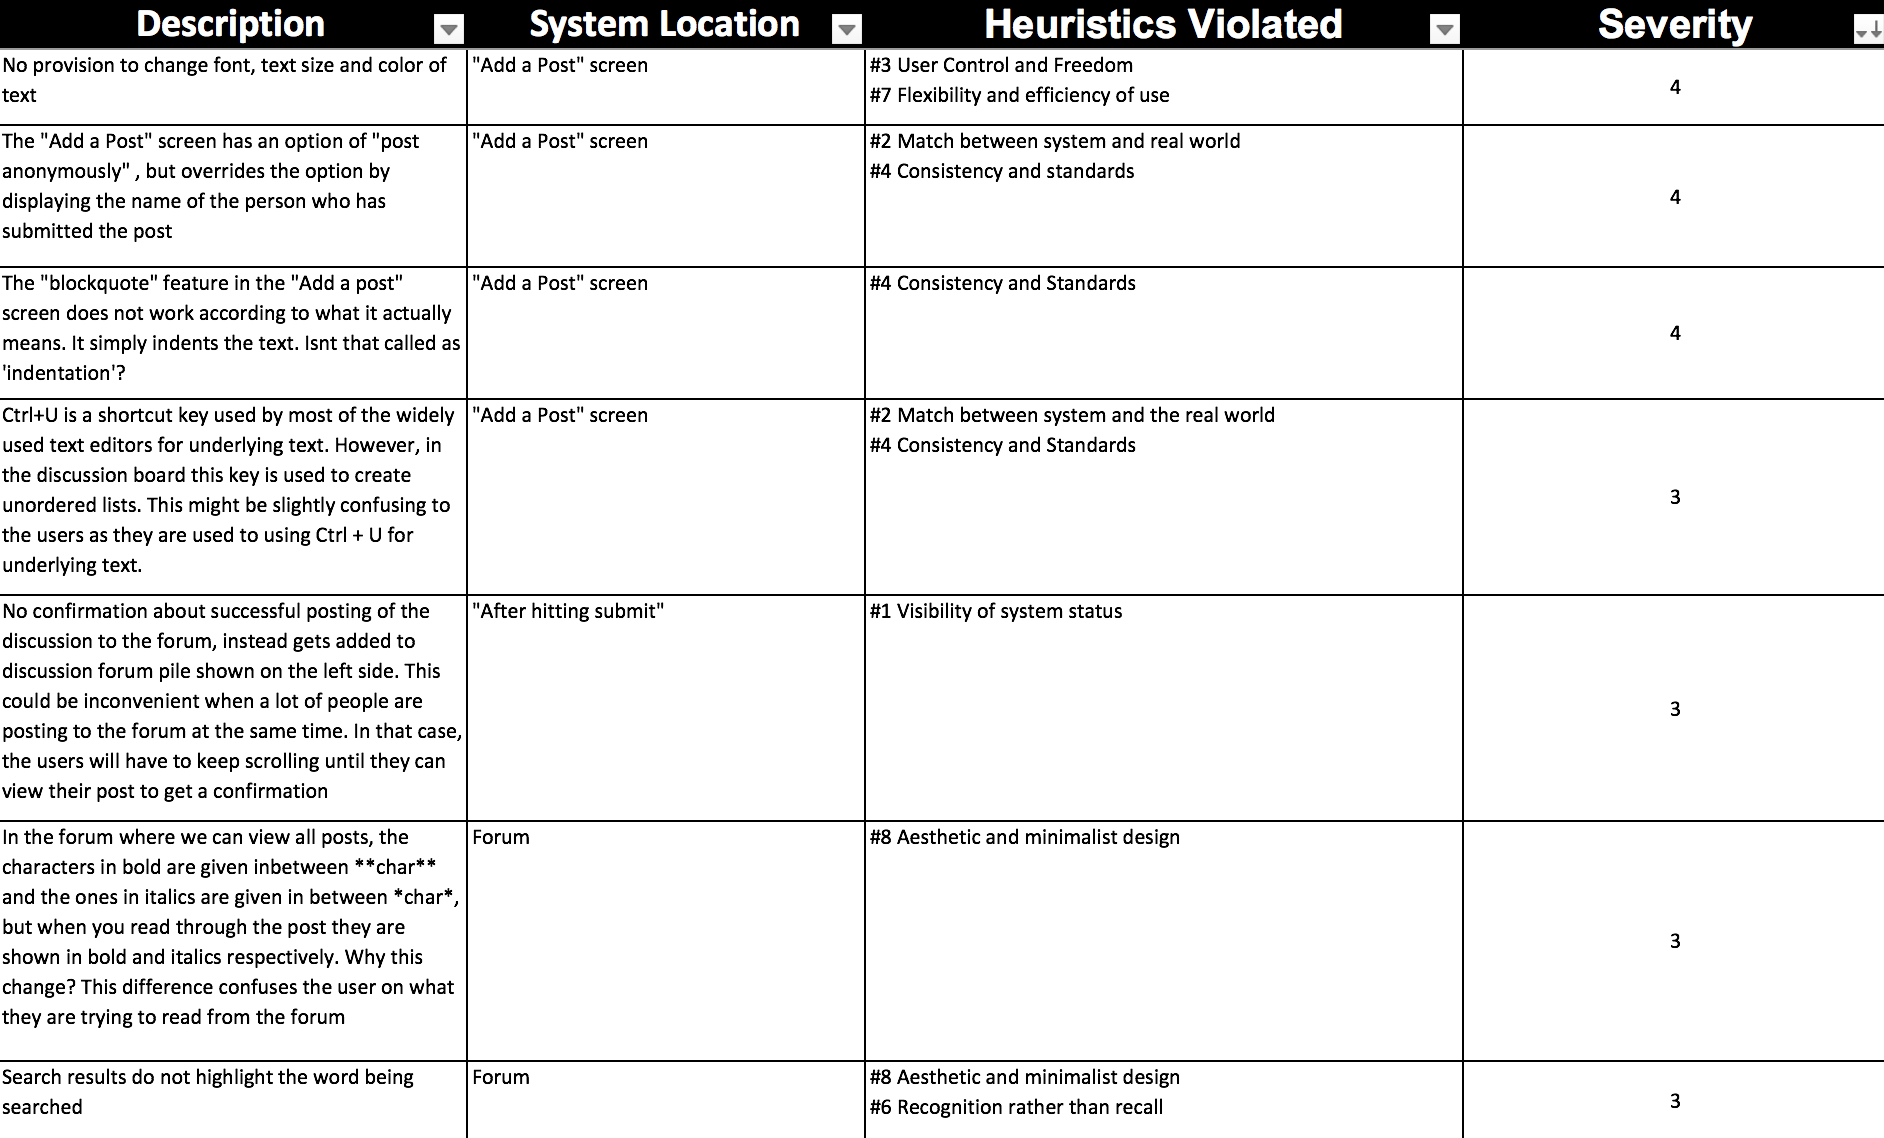 Description System Location Heuristics Violated Severity
No provision to change font, text size and color of
text
"Add a Post" screen
#3 User Control and Freedom
#7 Flexibility and efficiency of use
4
The "Add a Post" screen has an option of "post
anonymously" , but overrides the option by
displaying the name of the person who has
submitted the post
"Add a Post" screen
#2 Match between system and real world
#4 Consistency and standards
4
The "blockquote" feature in the "Add a post"
screen does not work according to what it actually
means. It simply indents the text. Isnt that called as
'indentation'?
"Add a Post" screen
#4 Consistency and Standards
4
Ctrl+U is a shortcut key used by most of the widely
used text editors for underlying text. However, in
the discussion board this key is used to create
unordered lists. This might be slightly confusing to
the users as they are used to using Ctrl + U for
underlying text.
"Add a Post" screen
#2 Match between system and the real world
#4 Consistency and Standards
3
No confirmation about successful posting of the
discussion to the forum, instead gets added to
discussion forum pile shown on the left side. This
could be inconvenient when a lot of people are
posting to the forum at the same time. In that case,
the users will have to keep scrolling until they can
view their post to get a confirmation
"After hitting submit"
#1 Visibility of system status
3
In the forum where we can view all posts, the
characters in bold are given inbetween **char**
and the ones in italics are given in between *char*,
but when you read through the post they are
shown in bold and italics respectively. Why this
change? This difference confuses the user on what
they are trying to read from the forum
Forum
#8 Aesthetic and minimalist design
3
Search results do not highlight the word being
searched
Forum
#8 Aesthetic and minimalist design
#6 Recognition rather than recall
3